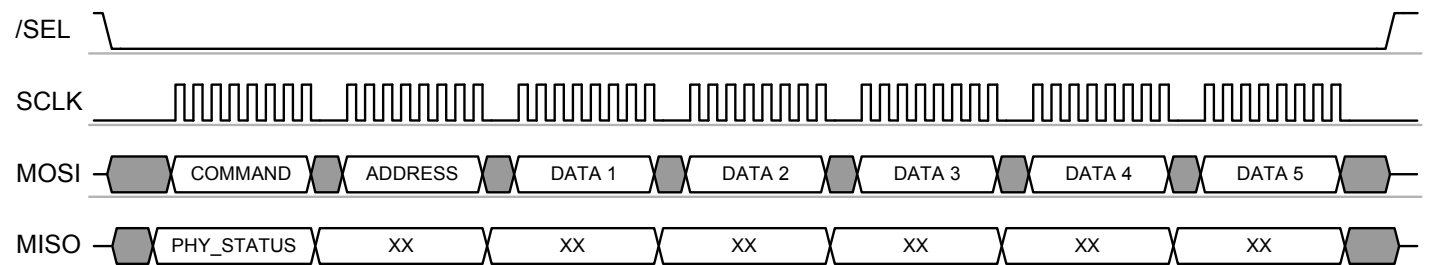 /SEL
SCLK
MOSI COMMAND ADDRESS DATA 1 DATA 2 DATA 3 DATA 4 DATA 5
MISO PHY_STATUS XX XX XX XX XX XX